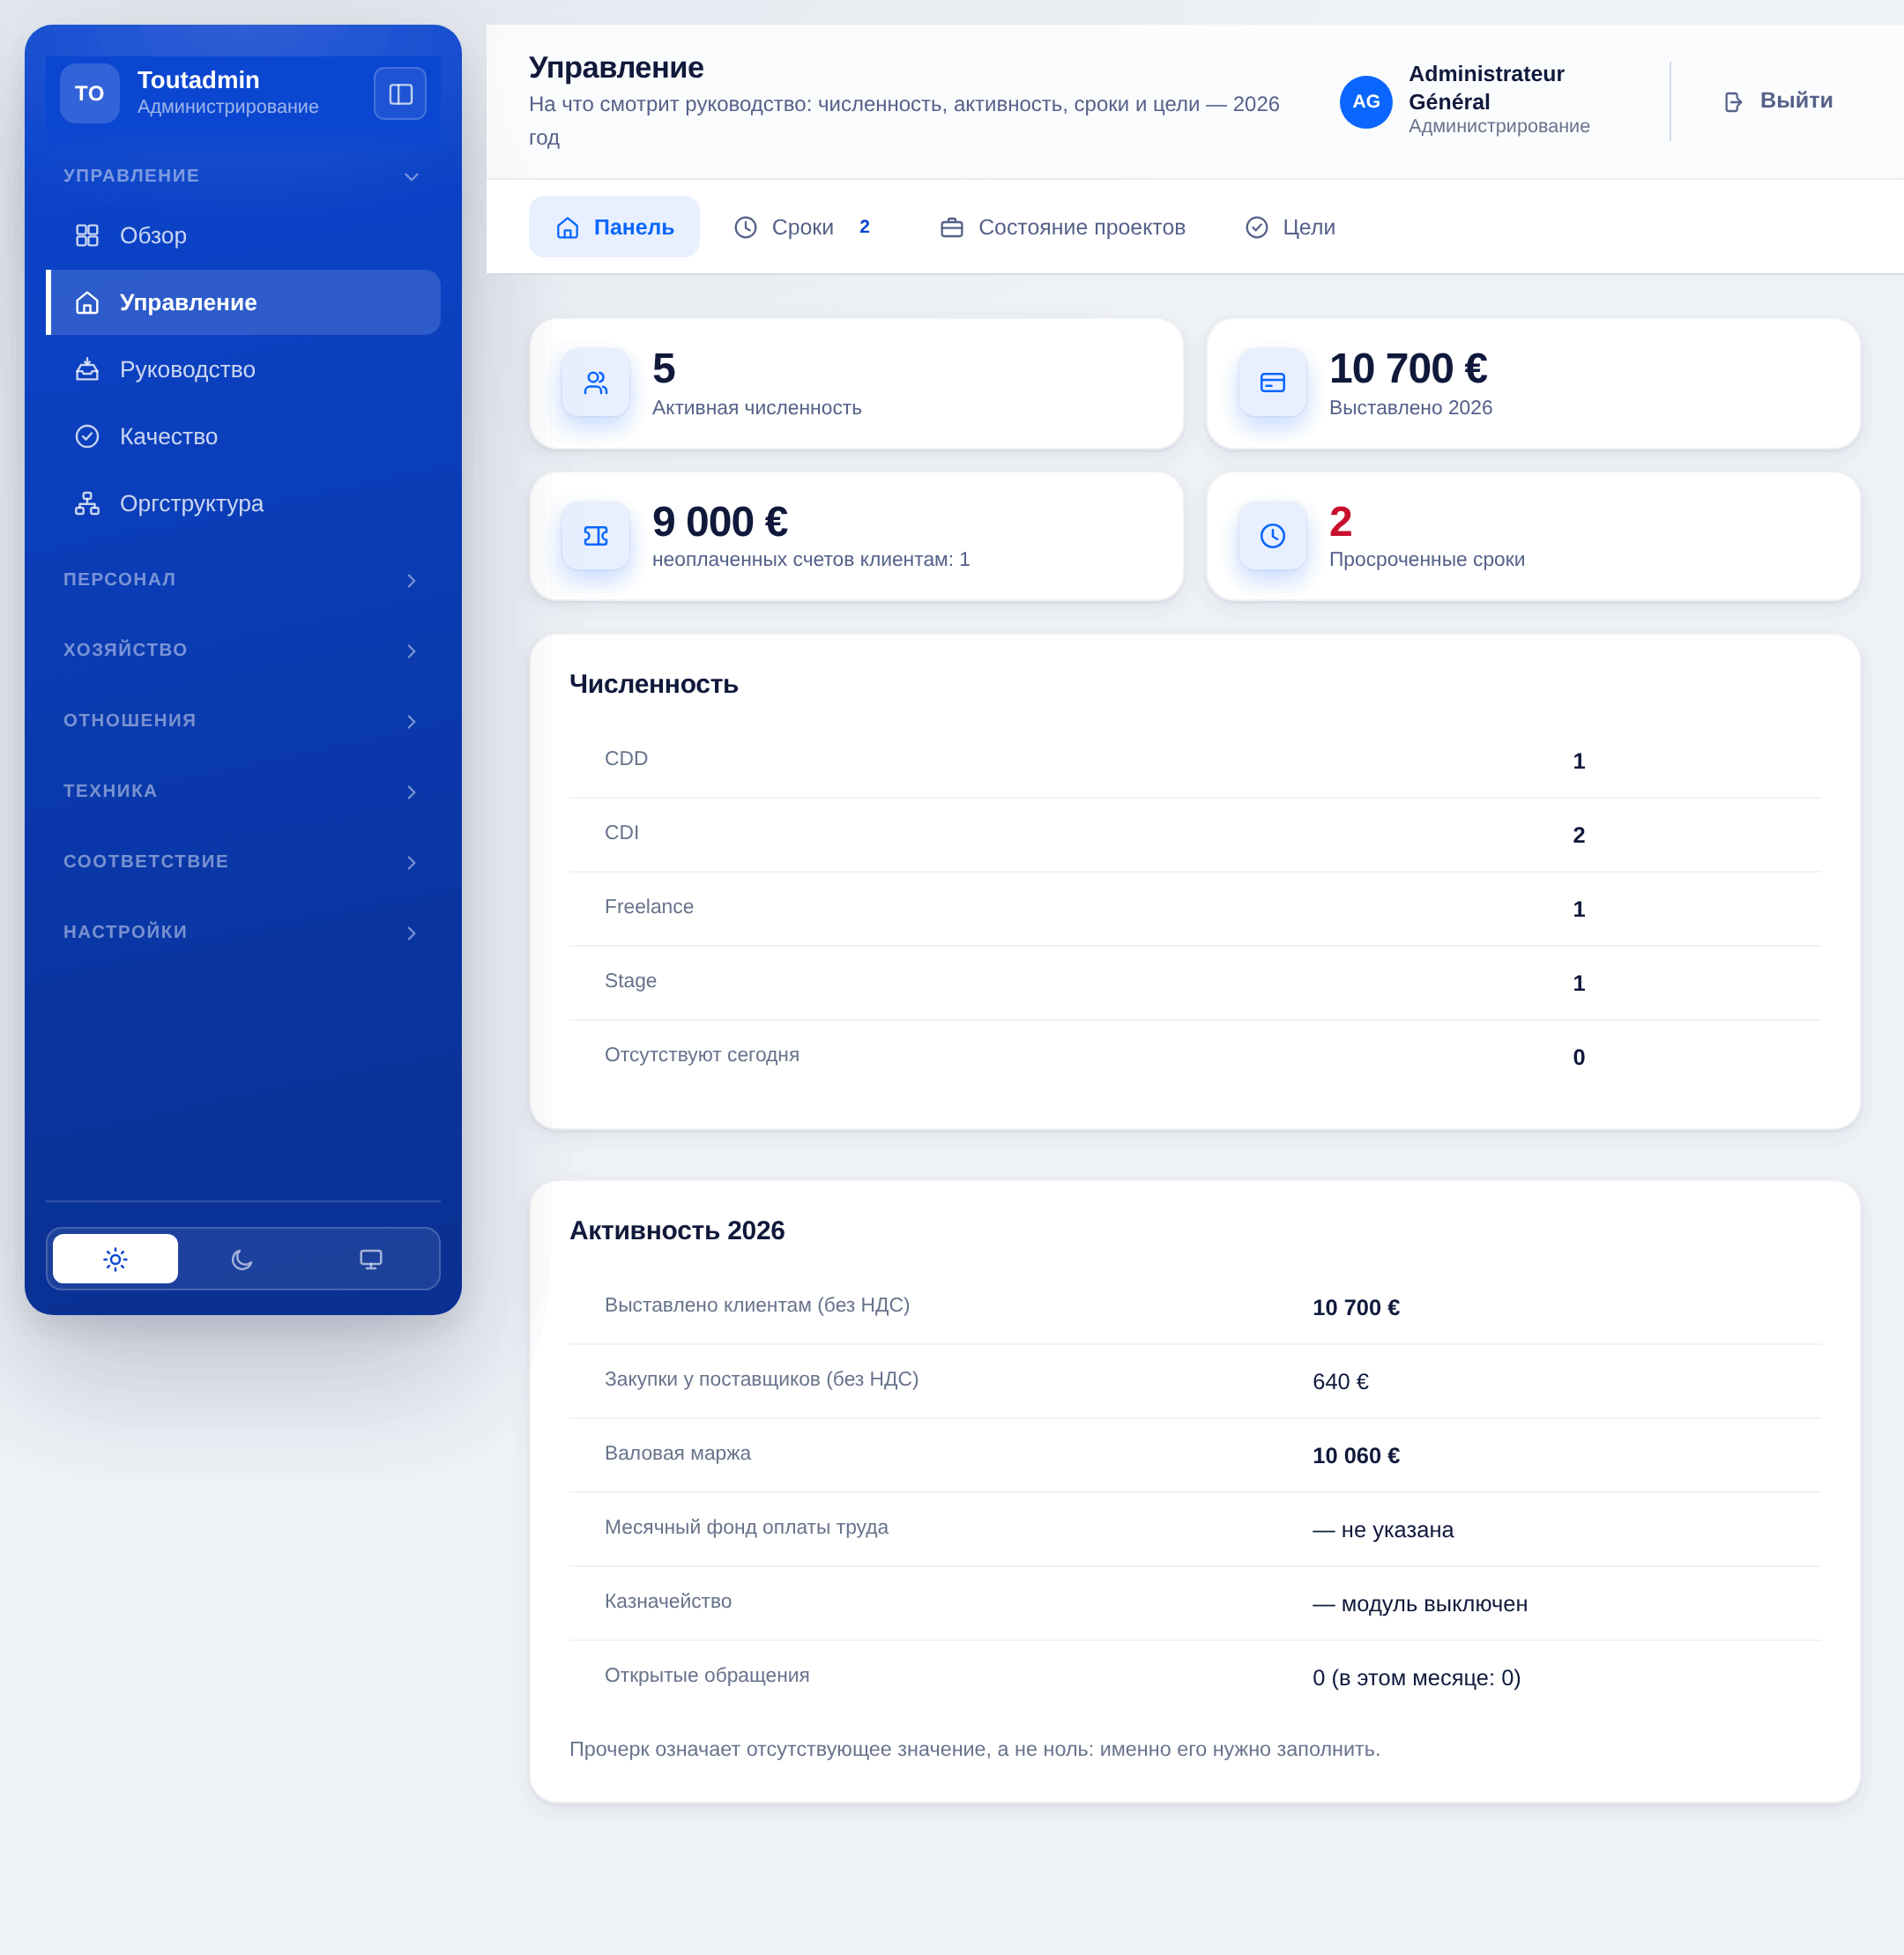 TO
Toutadmin
Администрирование
УПРАВЛЕНИЕ
Обзор
Управление
Руководство
Качество
Оргструктура
ПЕРСОНАЛ
ХОЗЯЙСТВО
ОТНОШЕНИЯ
ТЕХНИКА
СООТВЕТСТВИЕ
НАСТРОЙКИ
Управление
На что смотрит руководство: численность, активность, сроки и цели — 2026
год
AG
Administrateur
Général
Администрирование
Выйти
Панель
Сроки 2
Состояние проектов
Цели
5
Активная численность
10 700 €
Выставлено 2026
9 000 €
неоплаченных счетов клиентам: 1
2
Просроченные сроки
Численность
CDD 1
CDI 2
Freelance 1
Stage 1
Отсутствуют сегодня 0
Активность 2026
Выставлено клиентам (без НДС) 10 700 €
Закупки у поставщиков (без НДС) 640 €
Валовая маржа 10 060 €
Месячный фонд оплаты труда — не указана
Казначейство — модуль выключен
Открытые обращения 0 (в этом месяце: 0)
Прочерк означает отсутствующее значение, а не ноль: именно его нужно заполнить.